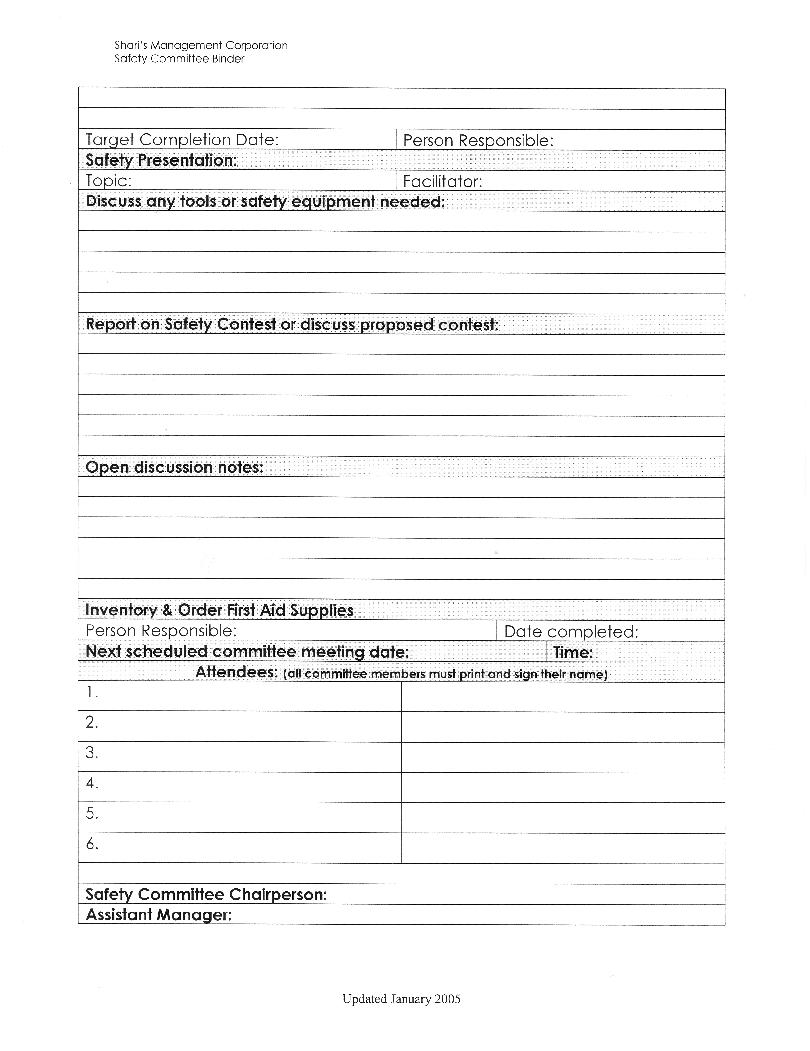 Shari's Management Corporation
Safety Committee Binder
Target Completion Date: Person Responsible:
Safety Presentation:
Topic: Facilitator:
Discuss any tools or safety equipment needed:
Report on Safety Contest or discuss proposed contest:
Open discussion notes:
Inventory & Order First Aid Supplies
Person Responsible: Date completed:
Next scheduled committee meeting date: Time:
Attendees: (all committee members must print and sign their name)
1.
2.
3.
4.
5.
6.
Safety Committee Chairperson:
Assistant Manager:
Updated January 2005